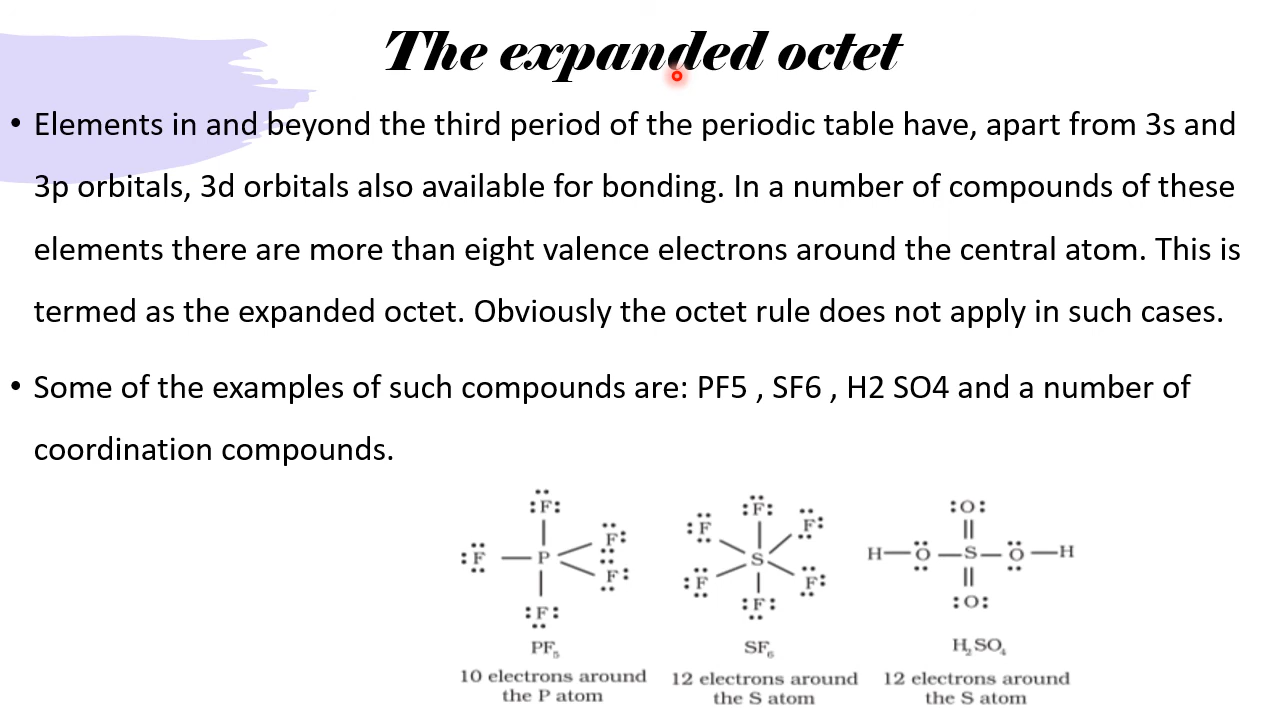 The expanded octet
• Elements in and beyond the third period of the periodic table have, apart from 3s and
3p orbitals, 3d orbitals also available for bonding. In a number of compounds of these
elements there are more than eight valence electrons around the central atom. This is
termed as the expanded octet. Obviously the octet rule does not apply in such cases.
• Some of the examples of such compounds are: PF5 , SF6 , H2 SO4 and a number of
coordination compounds.
F
F — P F
F
F
PF₅
10 electrons around
the P atom
F
F F
S
F F
F
SF₆
12 electrons around
the S atom
:O:
||
H—O—S—O—H
||
:O:
H₂SO₄
12 electrons around
the S atom